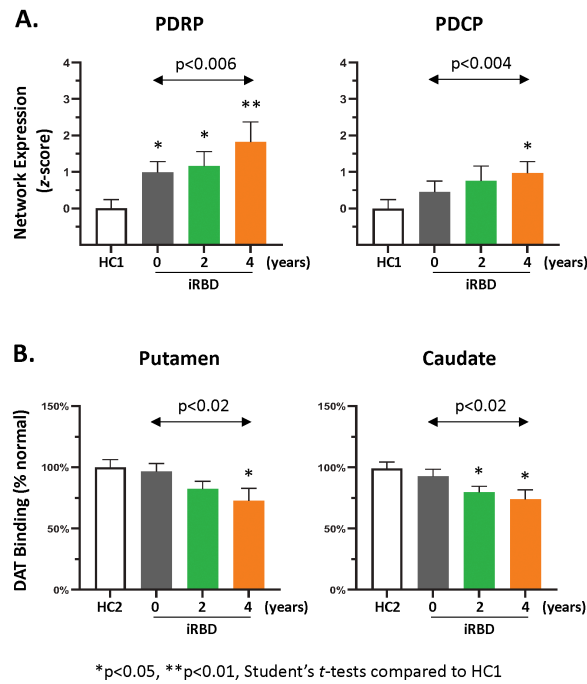 A.
PDRP
PDCP
Network Expression
(z-score)
4
3
2
1
0
p<0.006
*
*
**
HC1
0
2
4
(years)
iRBD
4
3
2
1
0
p<0.004
*
HC1
0
2
4
(years)
iRBD
B.
Putamen
Caudate
DAT Binding (% normal)
150%
100%
50%
0%
p<0.02
*
HC2
0
2
4
(years)
iRBD
150%
100%
50%
0%
p<0.02
*
*
HC2
0
2
4
(years)
iRBD
*p<0.05, **p<0.01, Student’s t-tests compared to HC1